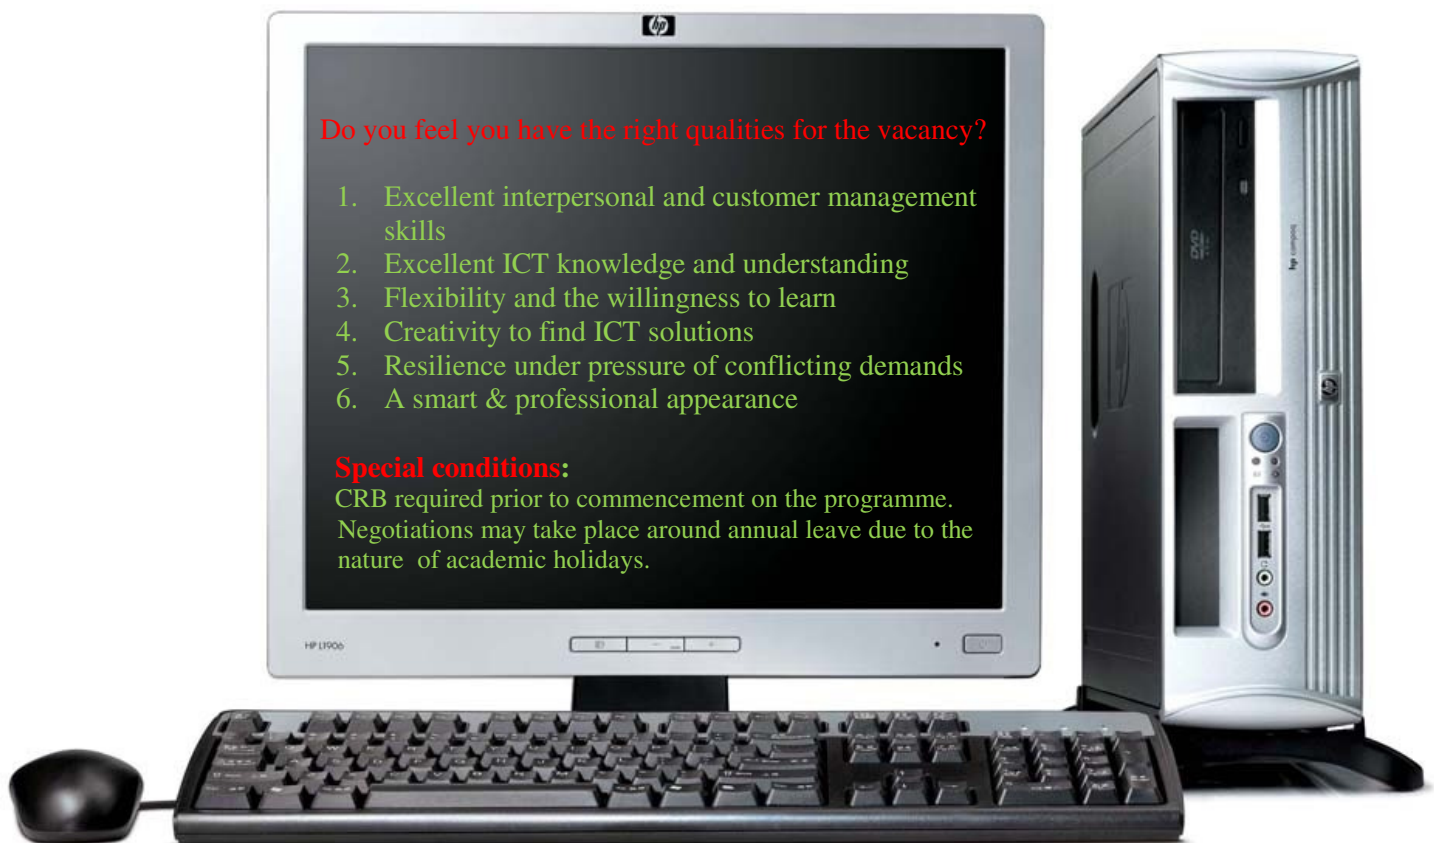 hp
Do you feel you have the right qualities for the vacancy?
1. Excellent interpersonal and customer management
skills
2. Excellent ICT knowledge and understanding
3. Flexibility and the willingness to learn
4. Creativity to find ICT solutions
5. Resilience under pressure of conflicting demands
6. A smart & professional appearance
Special conditions:
CRB required prior to commencement on the programme.
Negotiations may take place around annual leave due to the
nature of academic holidays.
HP L1906
DVD
hp compaq